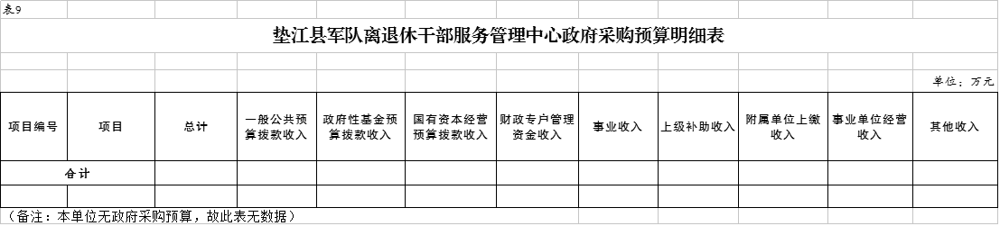 表9
垫江县军队离退休干部服务管理中心政府采购预算明细表
单位：万元
项目编号 项目 总计 一般公共预算拨款收入 政府性基金预算拨款收入 国有资本经营预算拨款收入 财政专户管理资金收入 事业收入 上级补助收入 附属单位上缴收入 事业单位经营收入 其他收入
合计
（备注：本单位无政府采购预算，故此表无数据）